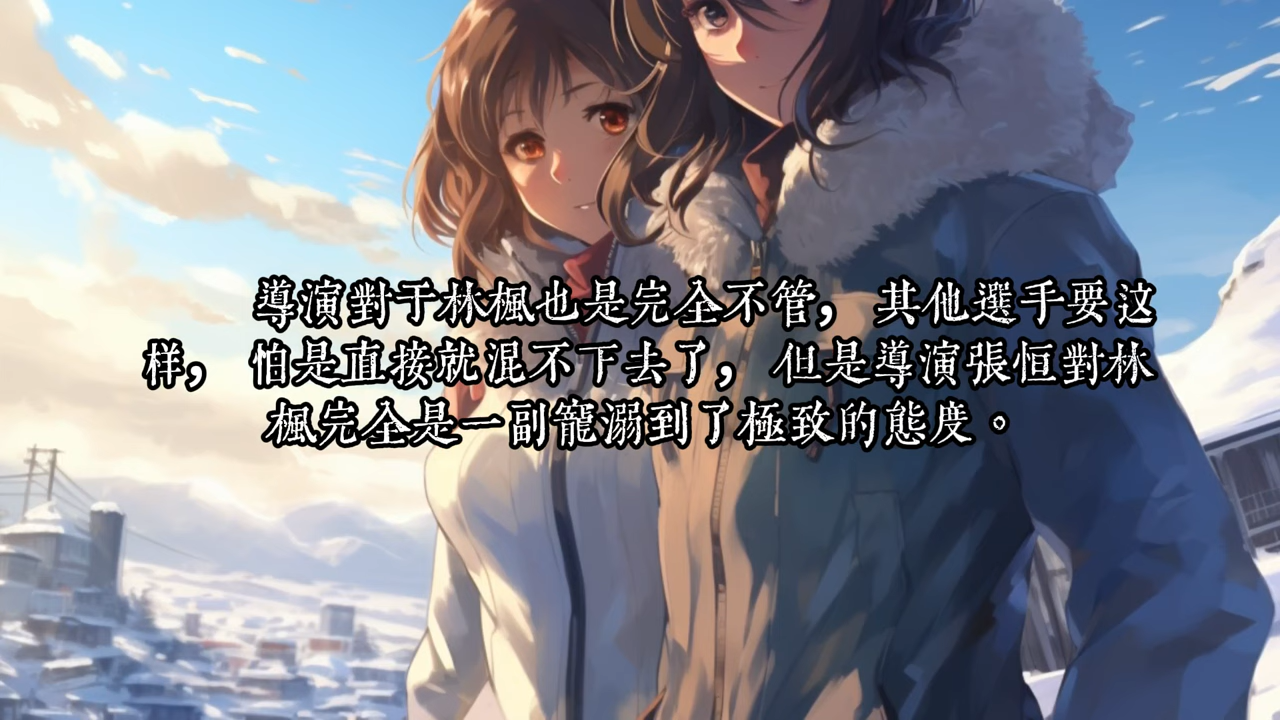 導演對于林楓也是完全不管，其他選手要这
样，怕是直接就混不下去了，但是導演張恒對林
楓完全是一副寵溺到了極致的態度。